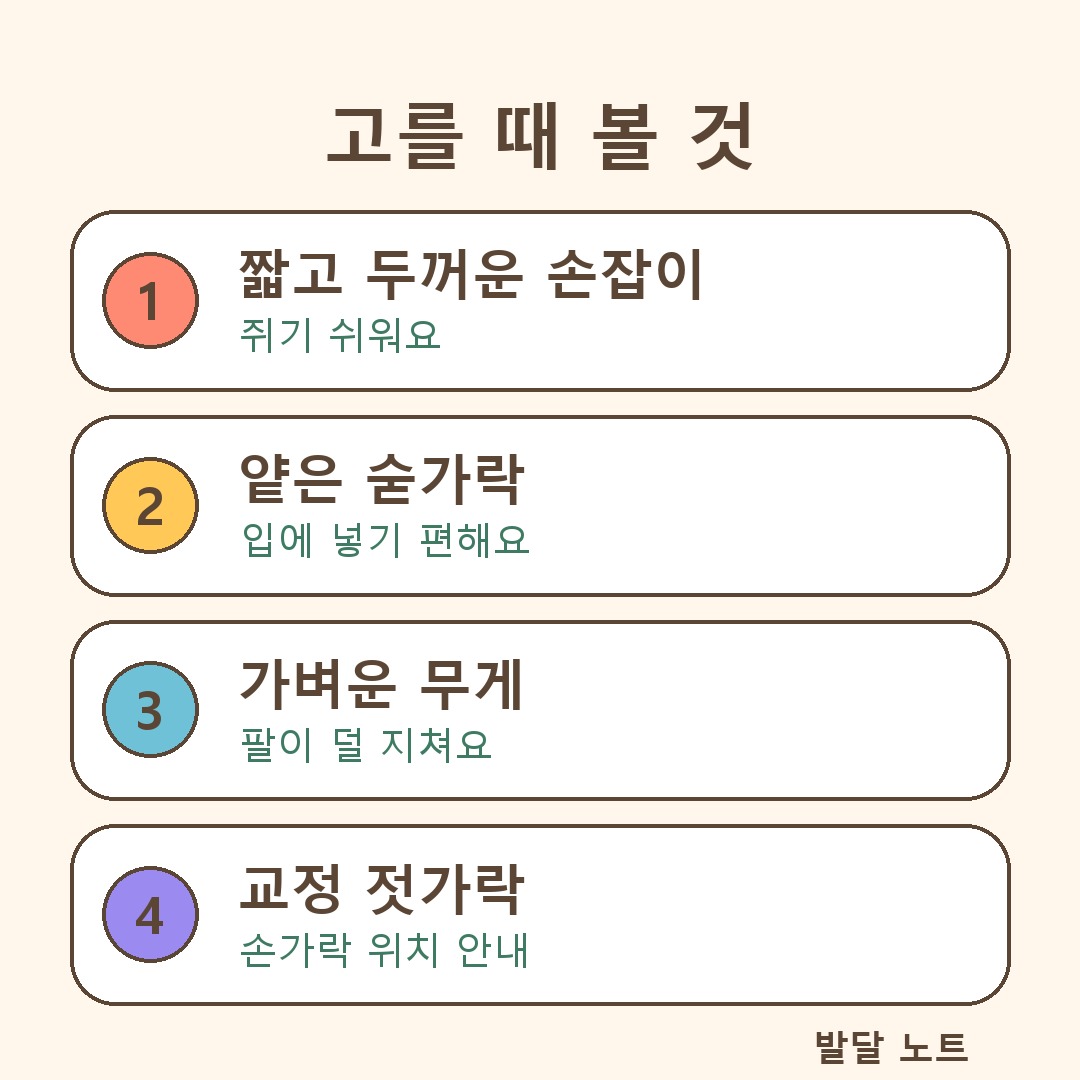 고를 때 볼 것
1
짧고 두꺼운 손잡이
쥐기 쉬워요
2
얕은 숟가락
입에 넣기 편해요
3
가벼운 무게
팔이 덜 지쳐요
4
교정 젓가락
손가락 위치 안내
발달 노트